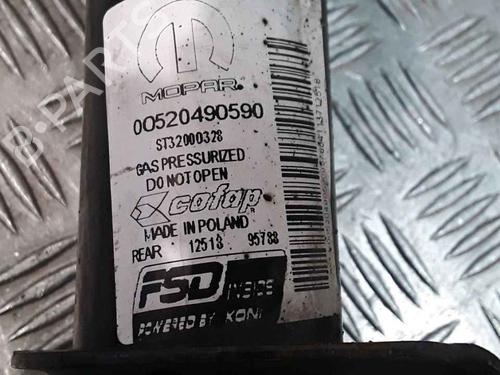 MOPAR
00520490590
ST32000328
GAS PRESSURIZED
DO NOT OPEN
cofap
MADE IN POLAND
REAR 12518 95788
FSD INSIDE
POWERED BY KONI
B-PARTS